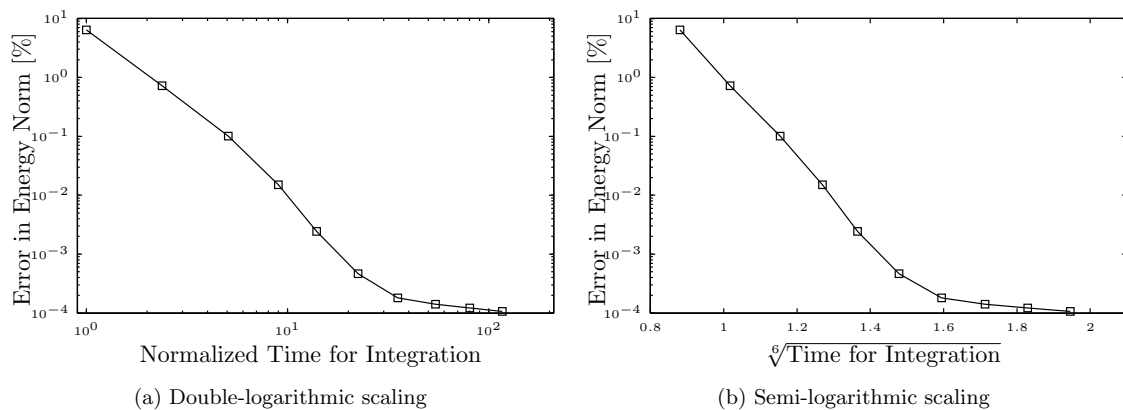 10^1
10^0
10^−1
10^−2
10^−3
10^−4
Error in Energy Norm [%]
10^0 10^1 10^2
Normalized Time for Integration
(a) Double-logarithmic scaling
10^1
10^0
10^−1
10^−2
10^−3
10^−4
Error in Energy Norm [%]
0.8 1 1.2 1.4 1.6 1.8 2
⁶√Time for Integration
(b) Semi-logarithmic scaling